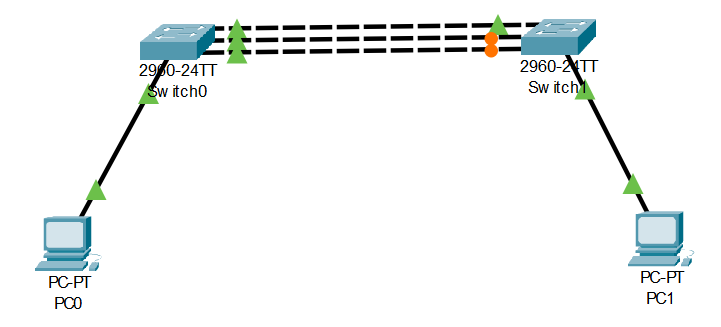 2960-24TT
Switch0
2960-24TT
Switch1
PC-PT
PC0
PC-PT
PC1